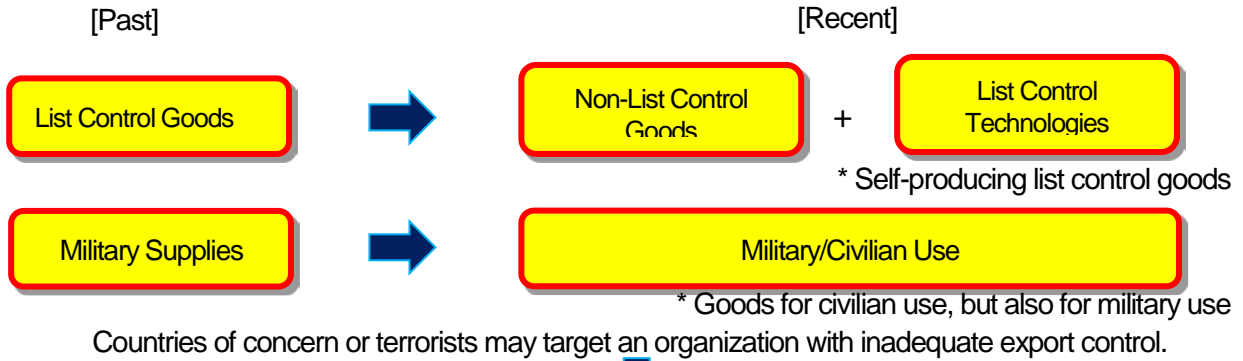 [Past] [Recent]
List Control Goods
Non-List Control
Goods
+
List Control
Technologies
* Self-producing list control goods
Military Supplies
Military/Civilian Use
* Goods for civilian use, but also for military use
Countries of concern or terrorists may target an organization with inadequate export control.